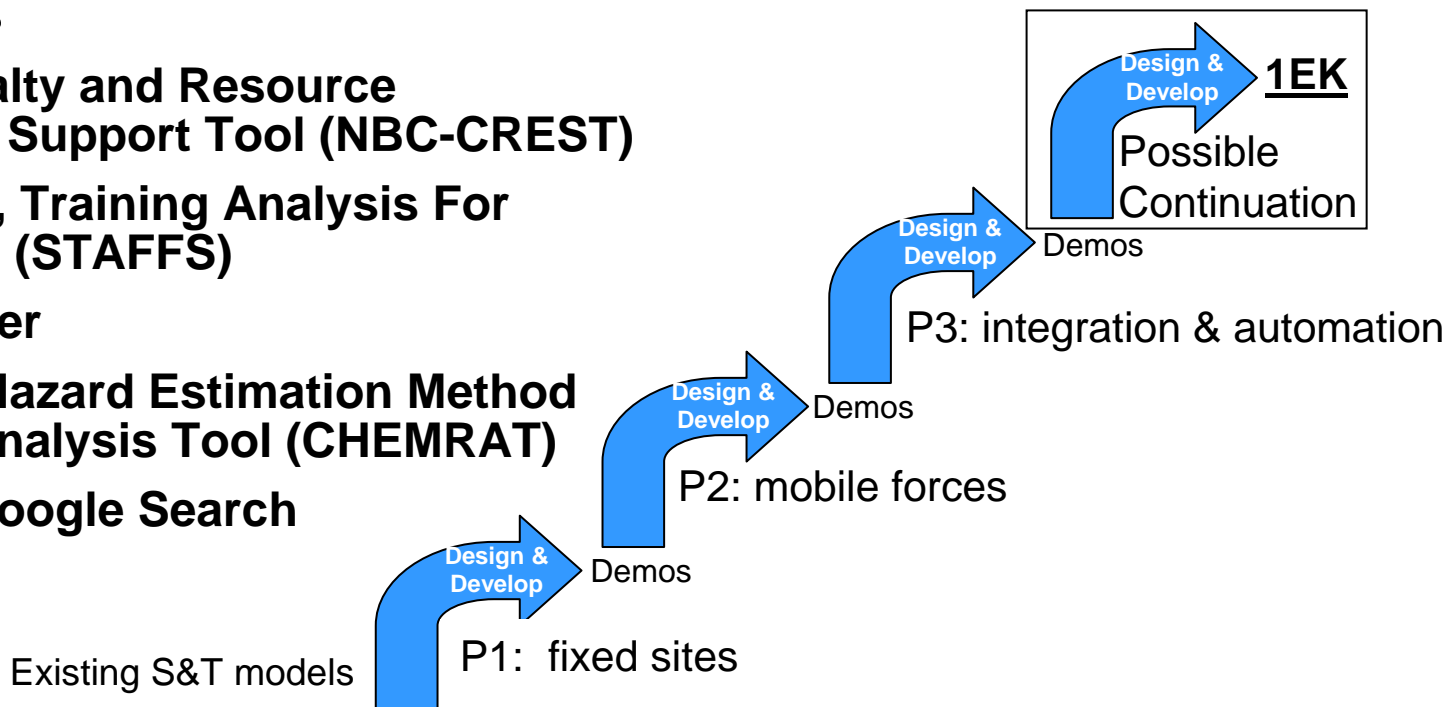 alty and Resource
Support Tool (NBC-CREST)
, Training Analysis For
(STAFFS)
er
Hazard Estimation Method
nalysis Tool (CHEMRAT)
oogle Search
Design &
Develop
1EK
Possible
Continuation
Design &
Develop
Demos
P3: integration & automation
Design &
Develop
Demos
P2: mobile forces
Design &
Develop
Demos
P1: fixed sites
Existing S&T models